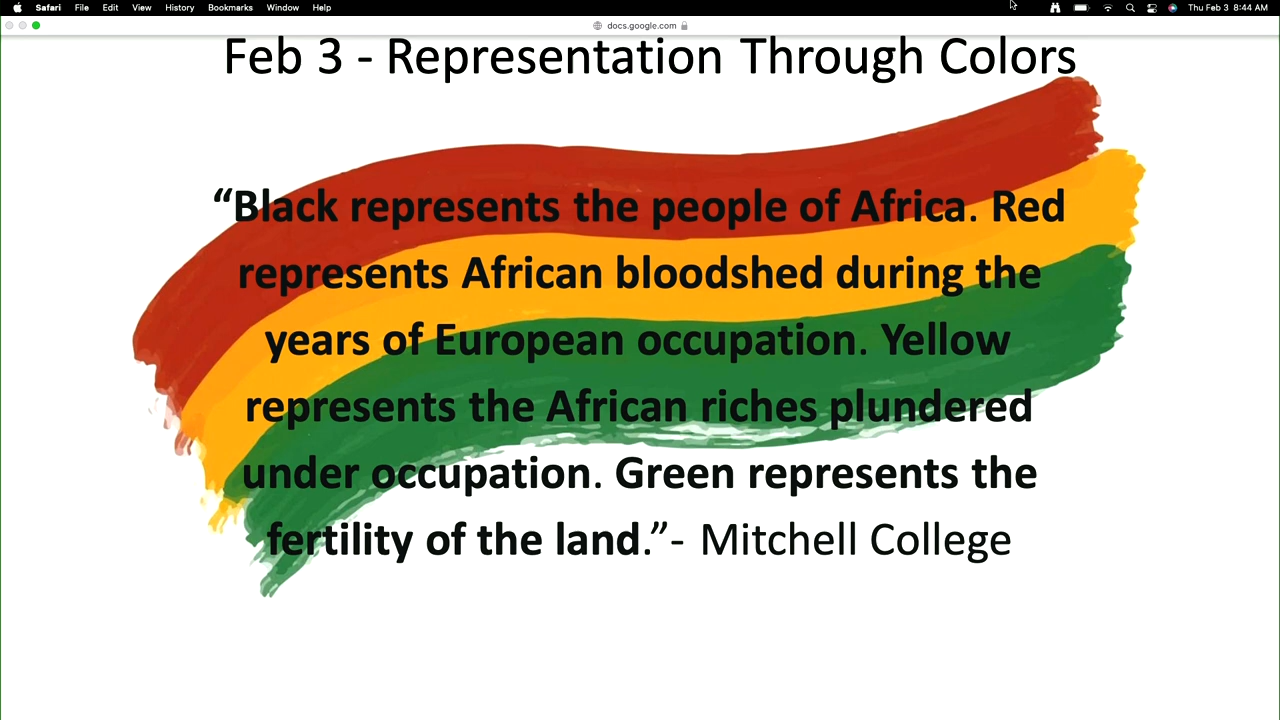 Safari File Edit View History Bookmarks Window Help Thu Feb 3 8:44 AM
docs.google.com
Feb 3 - Representation Through Colors
“Black represents the people of Africa. Red
represents African bloodshed during the
years of European occupation. Yellow
represents the African riches plundered
under occupation. Green represents the
fertility of the land.”- Mitchell College